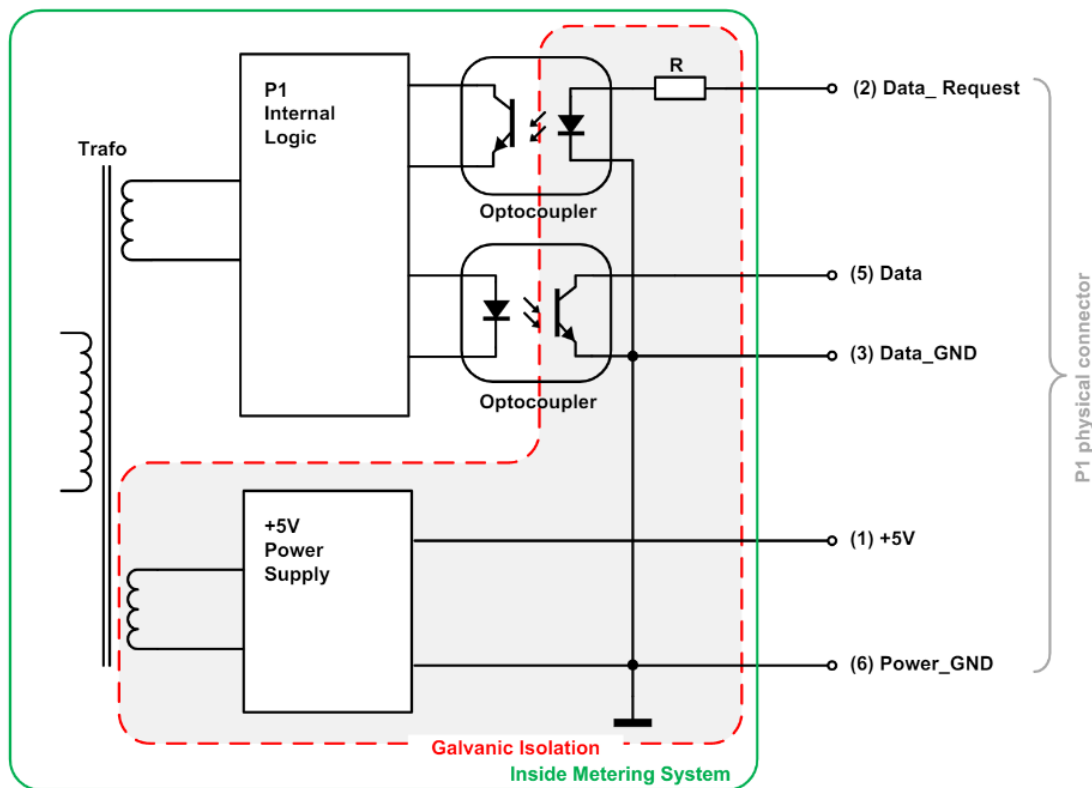 P1
Internal
Logic
R
(2) Data_ Request
Trafo
Optocoupler
(5) Data
(3) Data_GND
Optocoupler
P1 physical connector
+5V
Power
Supply
(1) +5V
(6) Power_GND
Galvanic Isolation
Inside Metering System